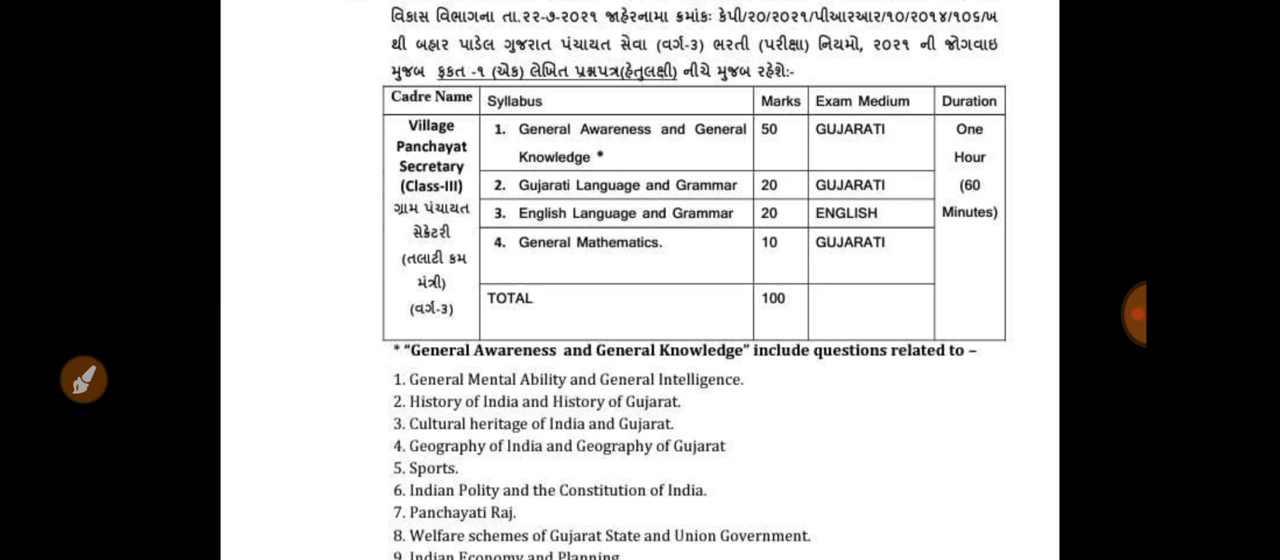 વિકાસ વિભાગના તા.૨૨-૭-૨૦૨૧ જાહેરનામા ક્રમાંકઃ કેપી/૨૦/૨૦૨૧/પીઆરઆર/૧૦/૨૦૧૪/૧૦૬/ખ
થી બહાર પાડેલ ગુજરાત પંચાયત સેવા (વર્ગ-૩) ભરતી (પરીક્ષા) નિયમો, ૨૦૨૧ ની જોગવાઇ
મુજબ ફકત -૧ (એક) લેખિત પ્રશ્નપત્ર(હેતુલક્ષી) નીચે મુજબ રહેશેઃ-
Cadre Name Syllabus Marks Exam Medium Duration
Village Panchayat Secretary (Class-III)
ગ્રામ પંચાયત
સેક્રેટરી
(તલાટી કમ
મંત્રી)
(વર્ગ-૩)
1. General Awareness and General 50 GUJARATI One
Knowledge * Hour
2. Gujarati Language and Grammar 20 GUJARATI (60
3. English Language and Grammar 20 ENGLISH Minutes)
4. General Mathematics. 10 GUJARATI
TOTAL 100
* "General Awareness and General Knowledge" include questions related to –
1. General Mental Ability and General Intelligence.
2. History of India and History of Gujarat.
3. Cultural heritage of India and Gujarat.
4. Geography of India and Geography of Gujarat
5. Sports.
6. Indian Polity and the Constitution of India.
7. Panchayati Raj.
8. Welfare schemes of Gujarat State and Union Government.
9. Indian Economy and Planning.